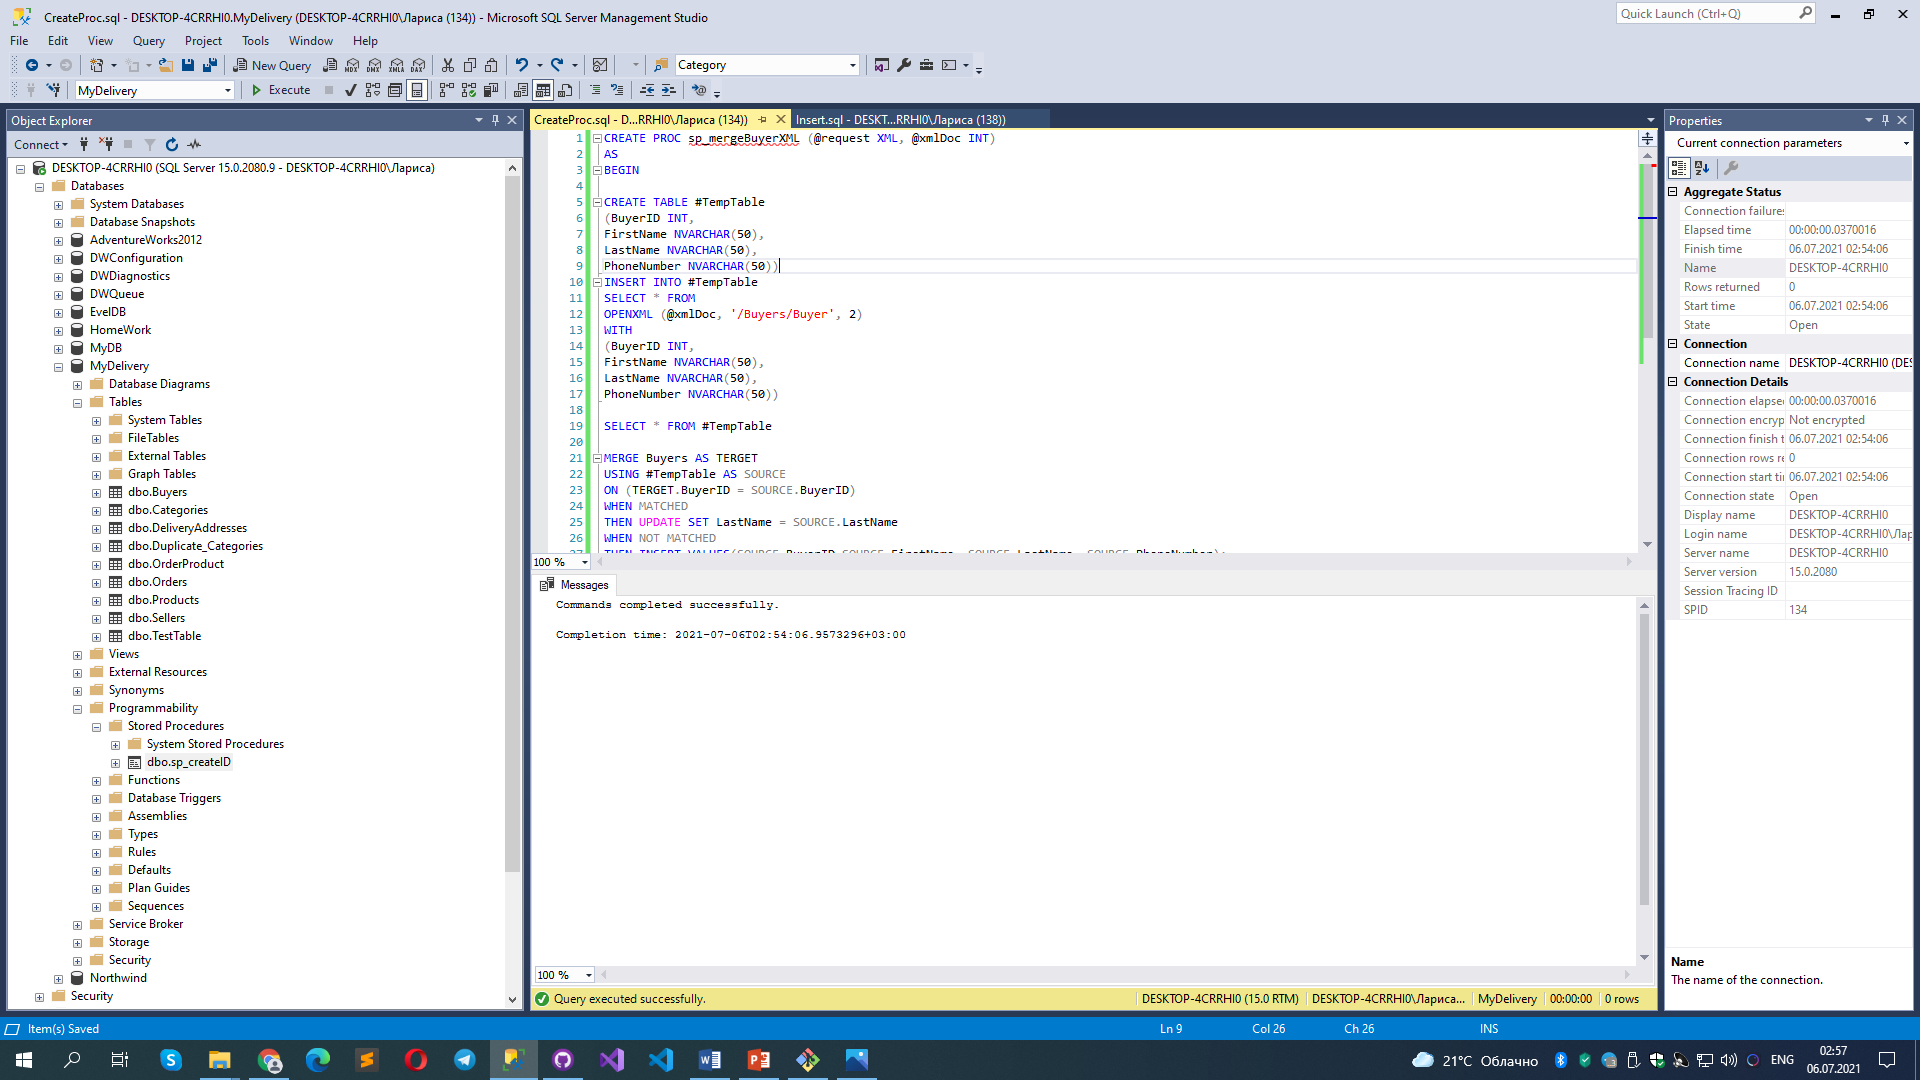 CreateProc.sql - DESKTOP-4CRRHI0.MyDelivery (DESKTOP-4CRRHI0\Лариса (134)) - Microsoft SQL Server Management Studio
Quick Launch (Ctrl+Q)
File Edit View Query Project Tools Window Help
New Query
Category
MyDelivery
Execute
Object Explorer
Connect
DESKTOP-4CRRHI0 (SQL Server 15.0.2080.9 - DESKTOP-4CRRHI0\Лариса)
Databases
System Databases
Database Snapshots
AdventureWorks2012
DWConfiguration
DWDiagnostics
DWQueue
EvelDB
HomeWork
MyDB
MyDelivery
Database Diagrams
Tables
System Tables
FileTables
External Tables
Graph Tables
dbo.Buyers
dbo.Categories
dbo.DeliveryAddresses
dbo.Duplicate_Categories
dbo.OrderProduct
dbo.Orders
dbo.Products
dbo.Sellers
dbo.TestTable
Views
External Resources
Synonyms
Programmability
Stored Procedures
System Stored Procedures
dbo.sp_createID
Functions
Database Triggers
Assemblies
Types
Rules
Defaults
Plan Guides
Sequences
Service Broker
Storage
Security
Northwind
Security
CreateProc.sql - D...RRHI0\Лариса (134))
Insert.sql - DESKT...RRHI0\Лариса (138))
1 CREATE PROC sp_mergeBuyerXML (@request XML, @xmlDoc INT)
2 AS
3 BEGIN
4
5 CREATE TABLE #TempTable
6 (BuyerID INT,
7 FirstName NVARCHAR(50),
8 LastName NVARCHAR(50),
9 PhoneNumber NVARCHAR(50))
10 INSERT INTO #TempTable
11 SELECT * FROM
12 OPENXML (@xmlDoc, '/Buyers/Buyer', 2)
13 WITH
14 (BuyerID INT,
15 FirstName NVARCHAR(50),
16 LastName NVARCHAR(50),
17 PhoneNumber NVARCHAR(50))
18
19 SELECT * FROM #TempTable
20
21 MERGE Buyers AS TERGET
22 USING #TempTable AS SOURCE
23 ON (TERGET.BuyerID = SOURCE.BuyerID)
24 WHEN MATCHED
25 THEN UPDATE SET LastName = SOURCE.LastName
26 WHEN NOT MATCHED
27 THEN INSERT VALUES(SOURCE.BuyerID,SOURCE.FirstName, SOURCE.LastName, SOURCE.PhoneNumber);
100 %
Messages
Commands completed successfully.
Completion time: 2021-07-06T02:54:06.9573296+03:00
100 %
Query executed successfully.
DESKTOP-4CRRHI0 (15.0 RTM) DESKTOP-4CRRHI0\Лариса... MyDelivery 00:00:00 0 rows
Properties
Current connection parameters
Aggregate Status
Connection failures
Elapsed time 00:00:00.0370016
Finish time 06.07.2021 02:54:06
Name DESKTOP-4CRRHI0
Rows returned 0
Start time 06.07.2021 02:54:06
State Open
Connection
Connection name DESKTOP-4CRRHI0 (DES
Connection Details
Connection elapse 00:00:00.0370016
Connection encryp Not encrypted
Connection finish t 06.07.2021 02:54:06
Connection rows re 0
Connection start ti 06.07.2021 02:54:06
Connection state Open
Display name DESKTOP-4CRRHI0
Login name DESKTOP-4CRRHI0\Лар
Server name DESKTOP-4CRRHI0
Server version 15.0.2080
Session Tracing ID
SPID 134
Name
The name of the connection.
Item(s) Saved
Ln 9 Col 26 Ch 26 INS
21°C Облачно
ENG
02:57
06.07.2021